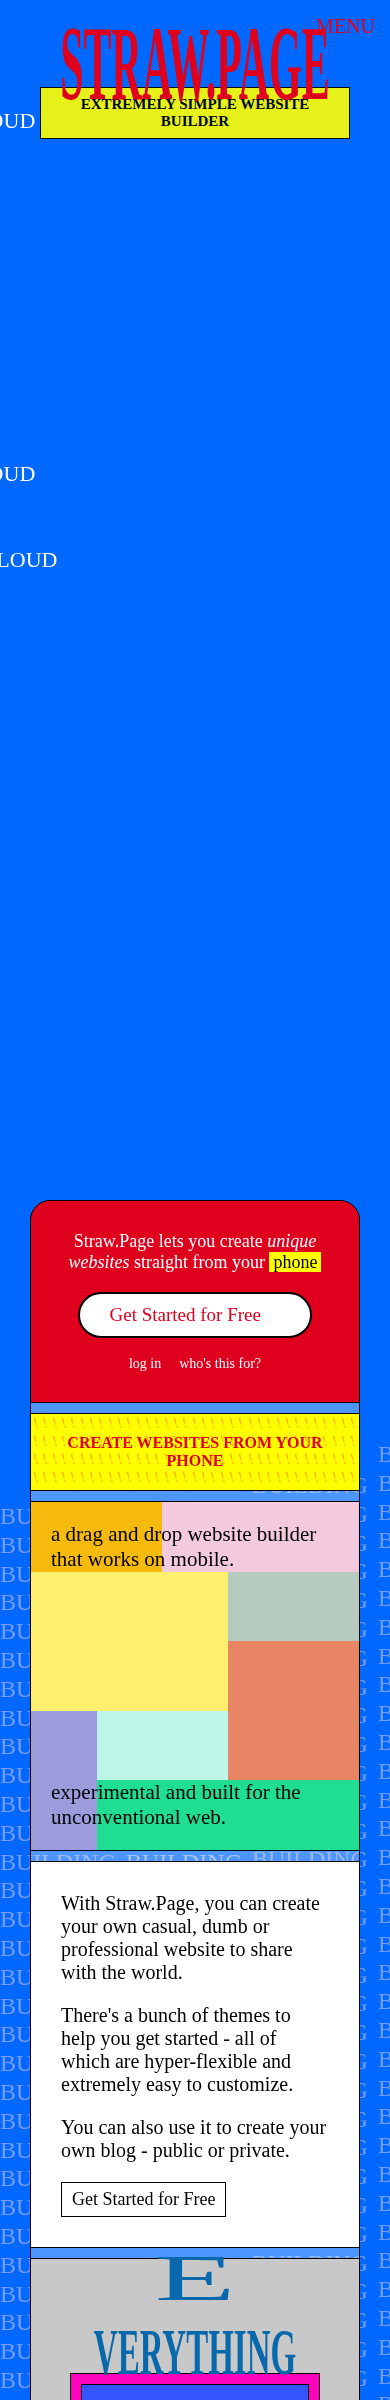 MENU
STRAW.PAGE
EXTREMELY SIMPLE WEBSITE
BUILDER
OUD
OUD
LOUD
Straw.Page lets you create unique
websites straight from your phone
Get Started for Free
log in who's this for?
CREATE WEBSITES FROM YOUR
PHONE
a drag and drop website builder
that works on mobile.
experimental and built for the
unconventional web.
BUILDING BUILDING BUILDING
With Straw.Page, you can create
your own casual, dumb or
professional website to share
with the world.
There's a bunch of themes to
help you get started - all of
which are hyper-flexible and
extremely easy to customize.
You can also use it to create your
own blog - public or private.
Get Started for Free
E
VERYTHING